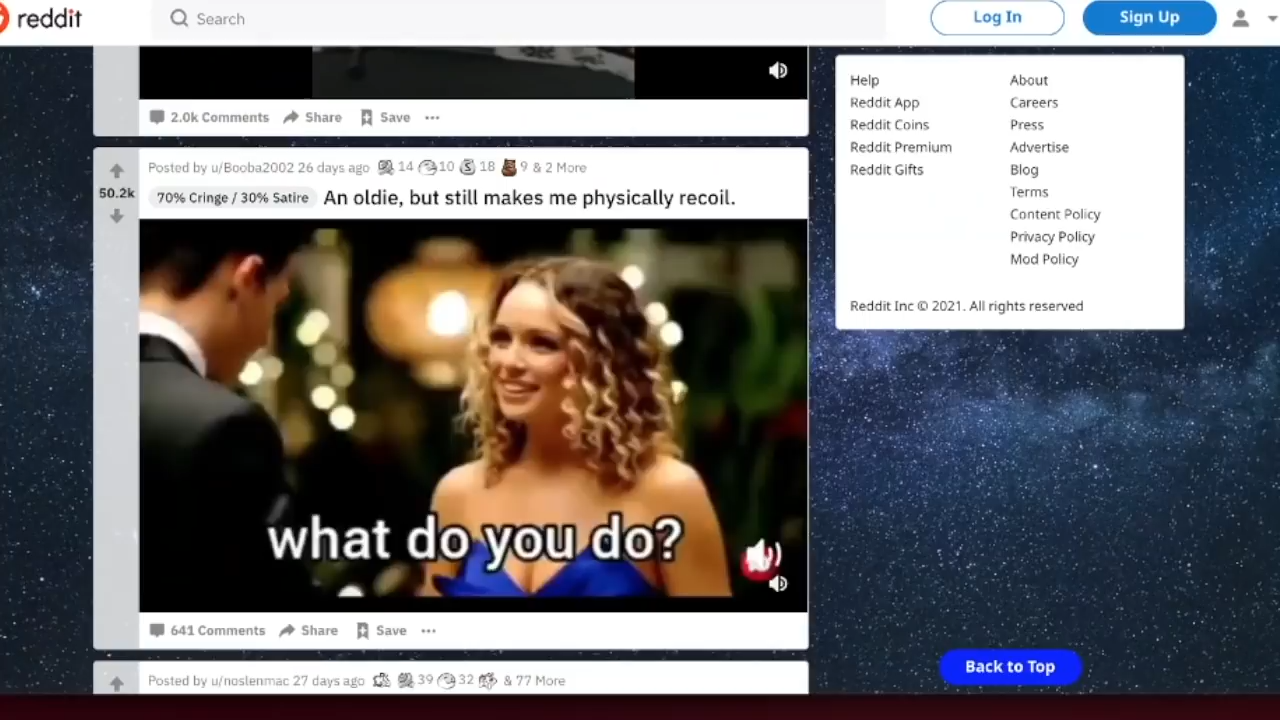 reddit
Search
Log In
Sign Up
2.0k Comments
Share
Save
Posted by u/Booba2002 26 days ago
14
10
18
9 & 2 More
50.2k
70% Cringe / 30% Satire
An oldie, but still makes me physically recoil.
what do you do?
641 Comments
Share
Save
Posted by u/noslenmac 27 days ago
39
32
& 77 More
Help
Reddit App
Reddit Coins
Reddit Premium
Reddit Gifts
About
Careers
Press
Advertise
Blog
Terms
Content Policy
Privacy Policy
Mod Policy
Reddit Inc © 2021. All rights reserved
Back to Top